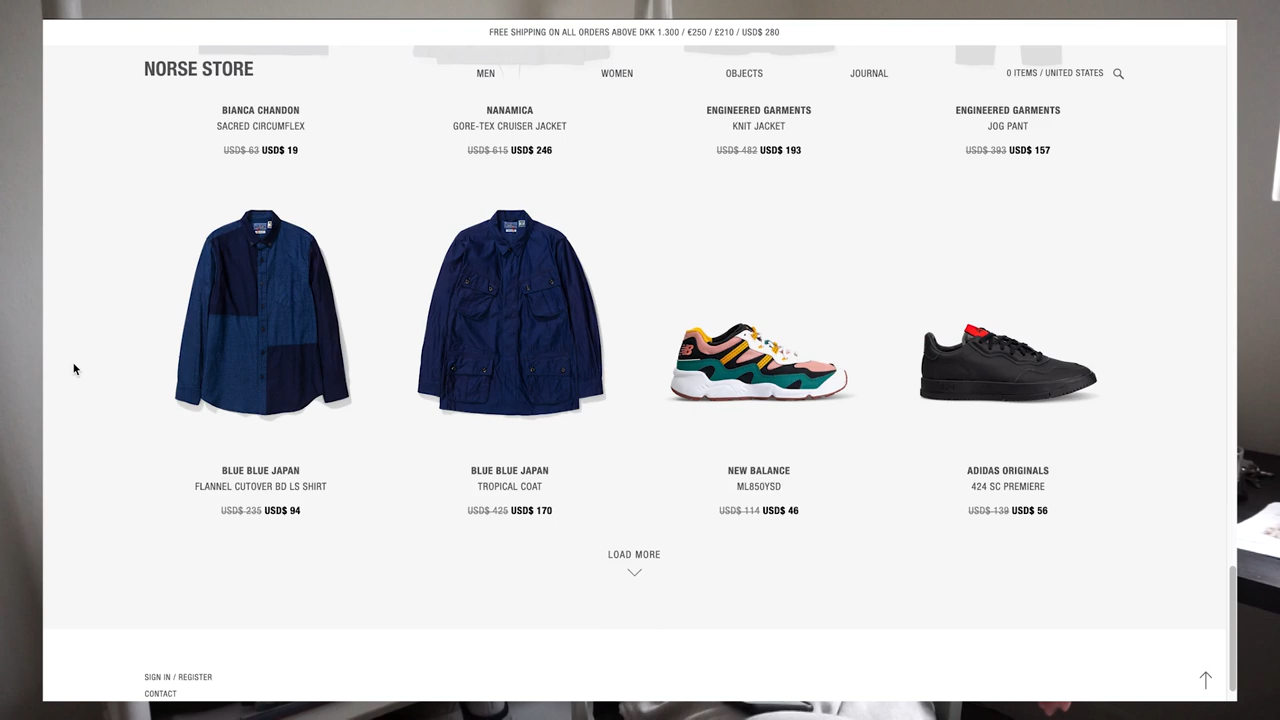 FREE SHIPPING ON ALL ORDERS ABOVE DKK 1.300 / €250 / £210 / USD$ 280
NORSE STORE
MEN WOMEN OBJECTS JOURNAL
0 ITEMS / UNITED STATES
BIANCA CHANDON
SACRED CIRCUMFLEX
USD$ 63 USD$ 19
NANAMICA
GORE-TEX CRUISER JACKET
USD$ 615 USD$ 246
ENGINEERED GARMENTS
KNIT JACKET
USD$ 482 USD$ 193
ENGINEERED GARMENTS
JOG PANT
USD$ 393 USD$ 157
BLUE BLUE JAPAN
FLANNEL CUTOVER BD LS SHIRT
USD$ 235 USD$ 94
BLUE BLUE JAPAN
TROPICAL COAT
USD$ 425 USD$ 170
NEW BALANCE
ML850YSD
USD$ 114 USD$ 46
ADIDAS ORIGINALS
424 SC PREMIERE
USD$ 139 USD$ 56
LOAD MORE
SIGN IN / REGISTER
CONTACT